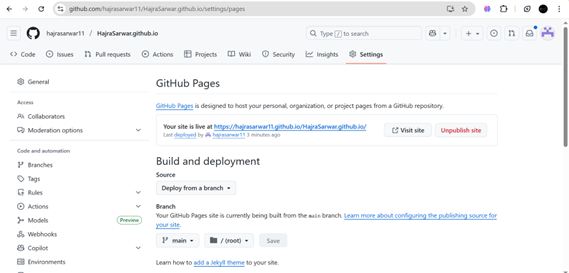 github.com/hajrasarwar11/HajraSarwar.github.io/settings/pages
hajrasarwar11 / HajraSarwar.github.io
Type / to search
Code
Issues
Pull requests
Actions
Projects
Wiki
Security
Insights
Settings
General
Access
Collaborators
Moderation options
Code and automation
Branches
Tags
Rules
Actions
Models Preview
Webhooks
Copilot
Environments
GitHub Pages
GitHub Pages is designed to host your personal, organization, or project pages from a GitHub repository.
Your site is live at https://hajrasarwar11.github.io/HajraSarwar.github.io/
Last deployed by hajrasarwar11 3 minutes ago
Visit site
Unpublish site
Build and deployment
Source
Deploy from a branch
Branch
Your GitHub Pages site is currently being built from the main branch. Learn more about configuring the publishing source for
your site.
main
/ (root)
Save
Learn how to add a Jekyll theme to your site.